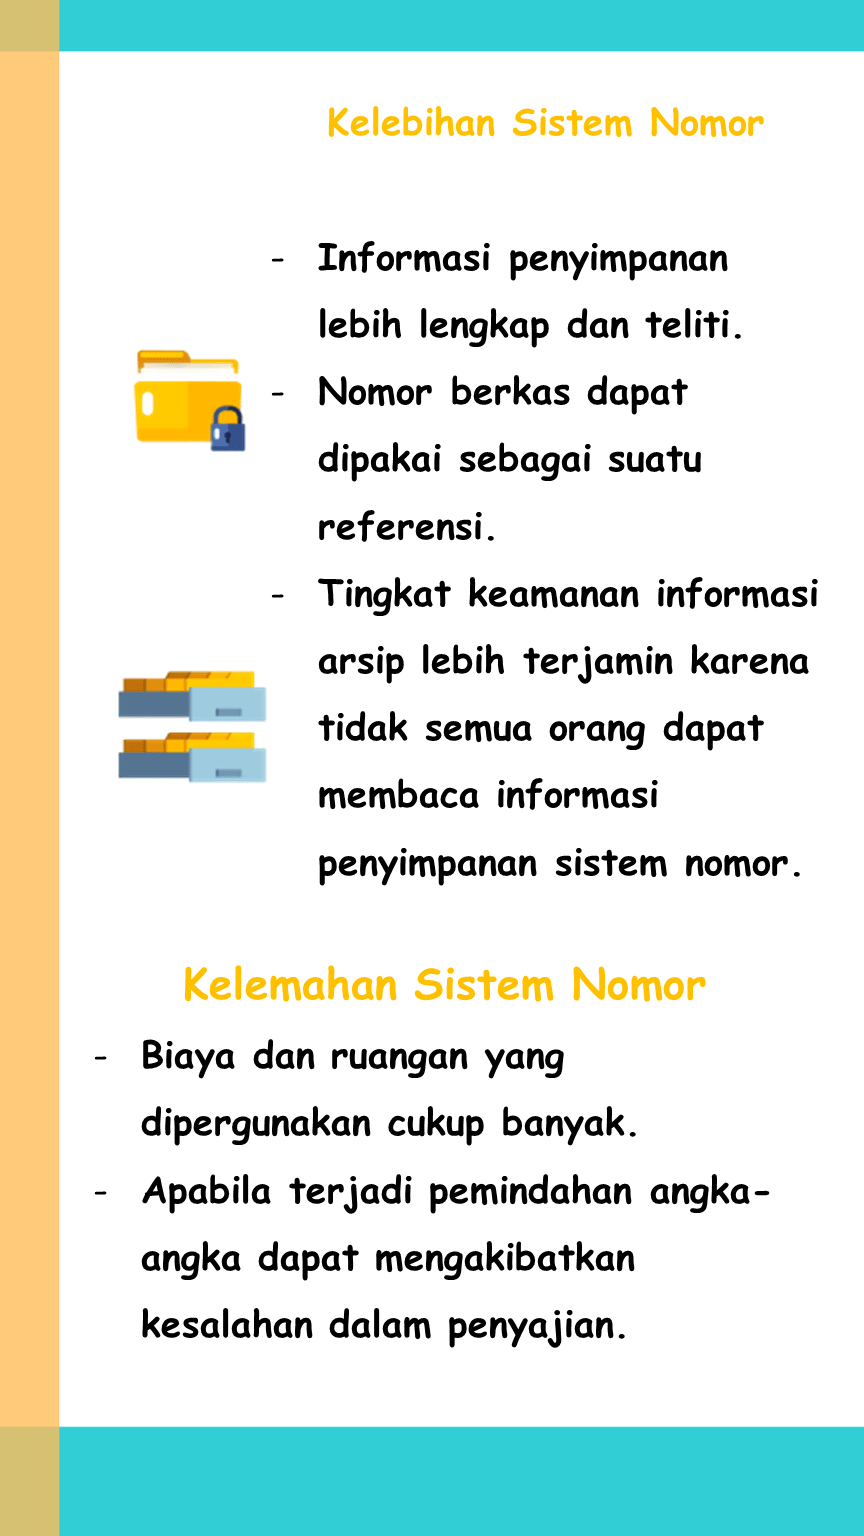 Kelebihan Sistem Nomor
- Informasi penyimpanan
lebih lengkap dan teliti.
- Nomor berkas dapat
dipakai sebagai suatu
referensi.
- Tingkat keamanan informasi
arsip lebih terjamin karena
tidak semua orang dapat
membaca informasi
penyimpanan sistem nomor.
Kelemahan Sistem Nomor
- Biaya dan ruangan yang
dipergunakan cukup banyak.
- Apabila terjadi pemindahan angka-
angka dapat mengakibatkan
kesalahan dalam penyajian.